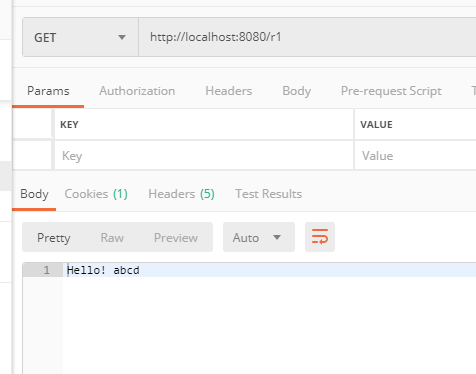 GET http://localhost:8080/r1
Params Authorization Headers Body Pre-request Script
KEY VALUE
Key Value
Body Cookies (1) Headers (5) Test Results
Pretty Raw Preview Auto
1 Hello! abcd